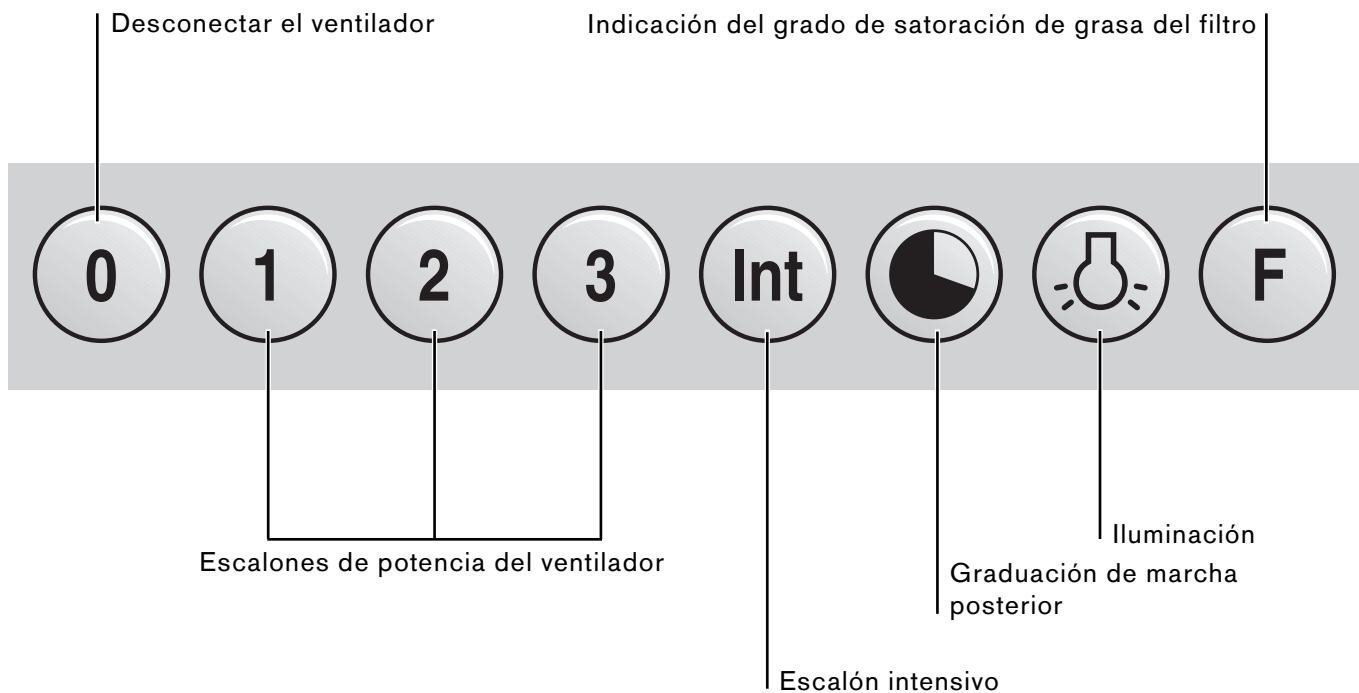 Desconectar el ventilador
Indicación del grado de satoración de grasa del filtro
0
1
2
3
Int
F
Escalones de potencia del ventilador
Iluminación
Graduación de marcha
posterior
Escalón intensivo